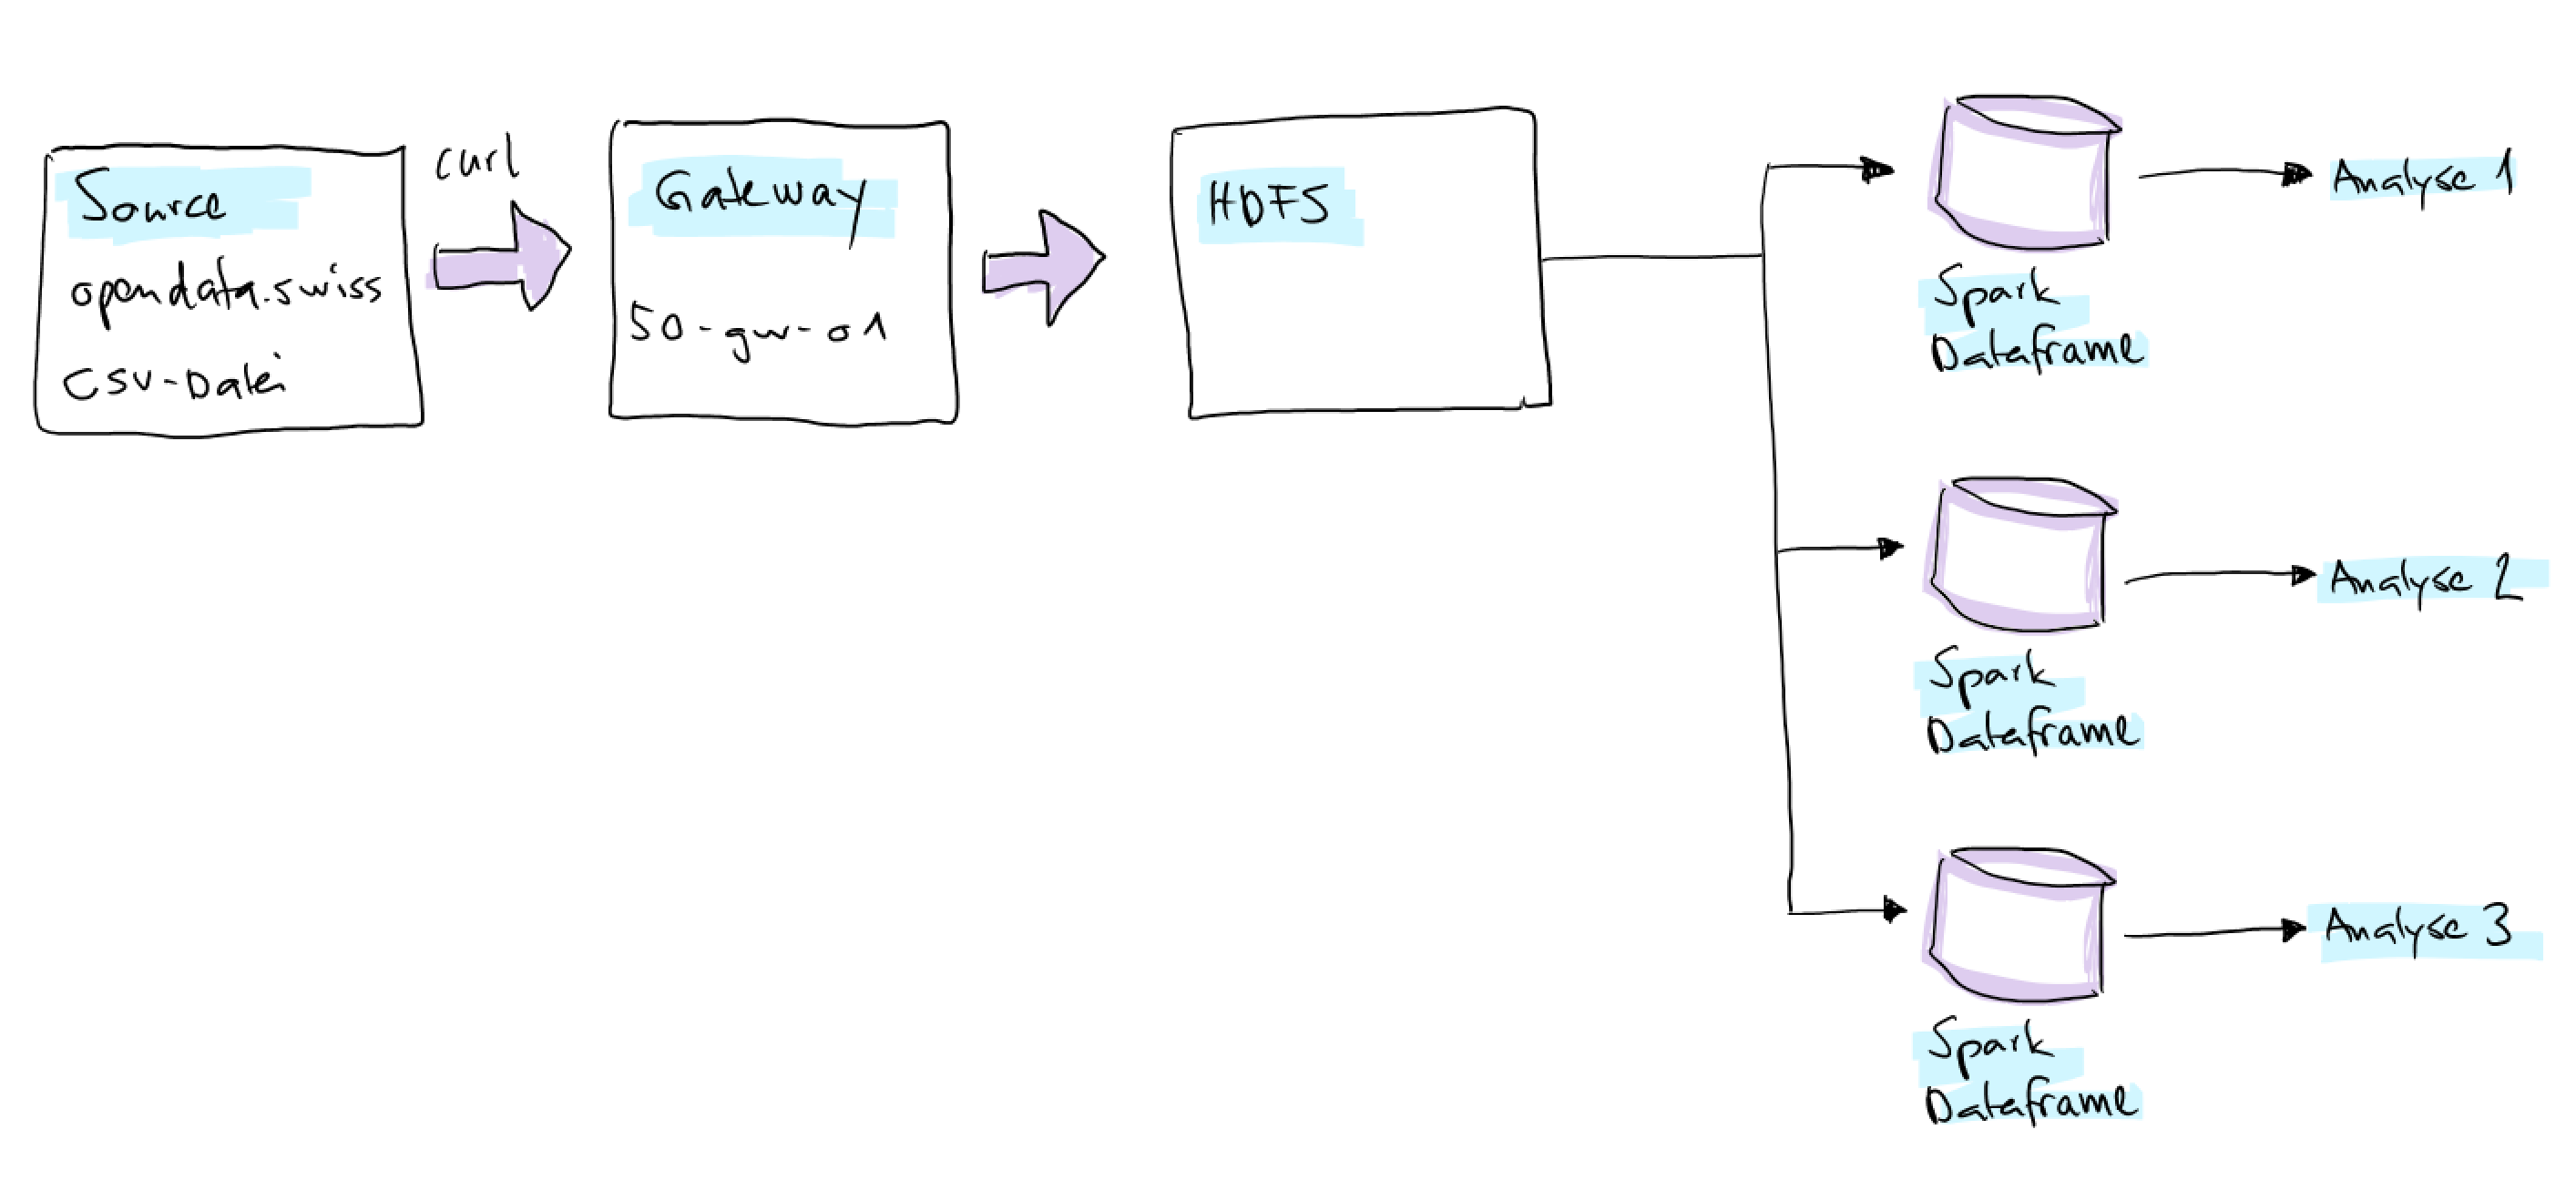 Source
opendata.swiss
CSV-Datei
curl
Gateway
50-gw-01
HDFS
Spark
Dataframe
Analyse 1
Spark
Dataframe
Analyse 2
Spark
Dataframe
Analyse 3